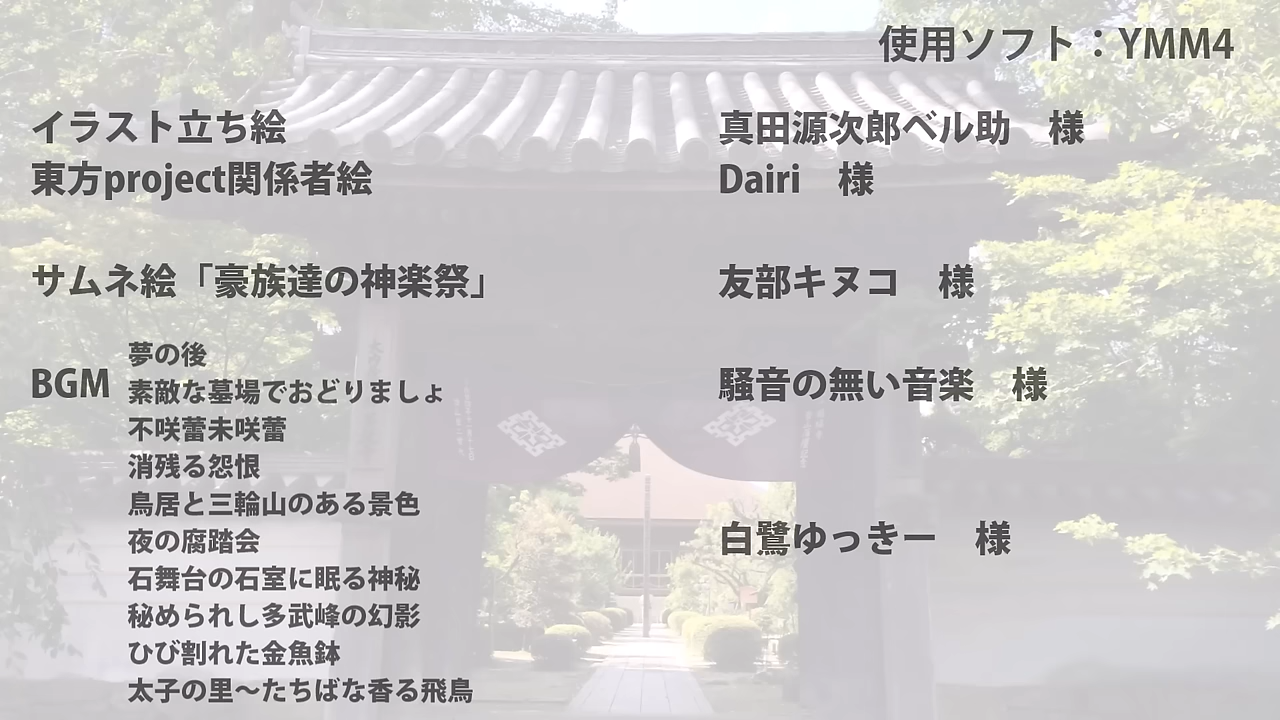 使用ソフト：YMM4
イラスト立ち絵　真田源次郎ベル助　様
東方project関係者絵　Dairi　様
サムネ絵「豪族達の神楽祭」　友部キヌコ　様
BGM
夢の後
素敵な墓場でおどりましょ
不咲蕾未咲蕾
消残る怨恨
鳥居と三輪山のある景色
夜の腐踏会
石舞台の石室に眠る神秘
秘められし多武峰の幻影
ひび割れた金魚鉢
太子の里～たちばな香る飛鳥
騒音の無い音楽　様
白鷺ゆっきー　様